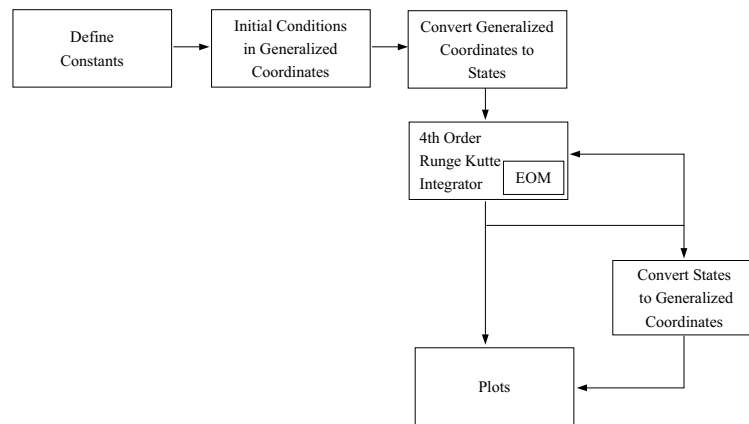 Define
Constants
Initial Conditions
in Generalized
Coordinates
Convert Generalized
Coordinates to
States
4th Order
Runge Kutte
Integrator
EOM
Convert States
to Generalized
Coordinates
Plots